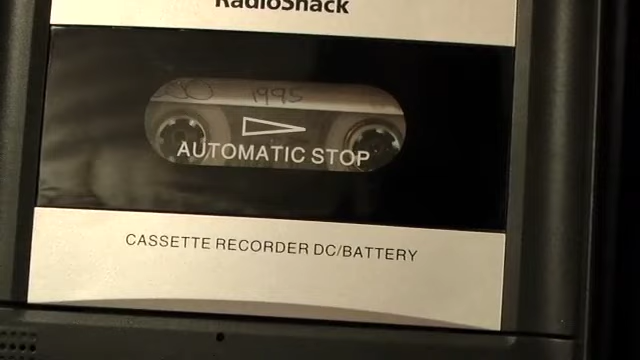 RadioShack
1995
AUTOMATIC STOP
CASSETTE RECORDER DC/BATTERY